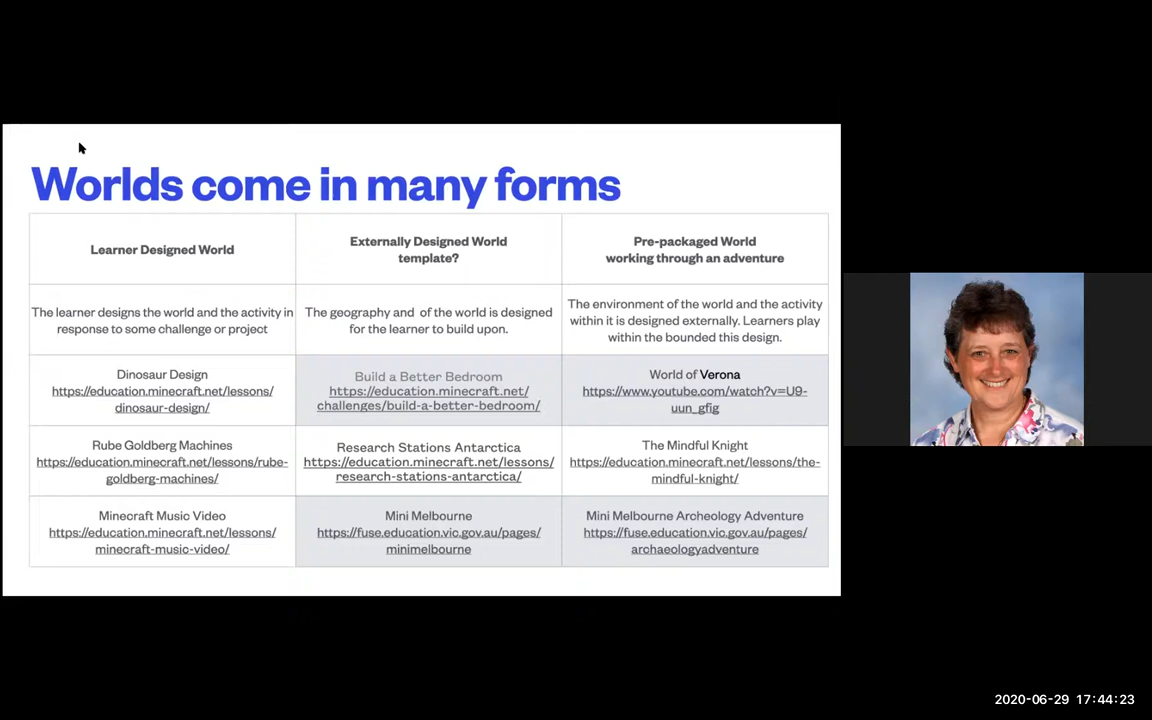 Worlds come in many forms
Learner Designed World
Externally Designed World
template?
Pre-packaged World
working through an adventure
The learner designs the world and the activity in
response to some challenge or project
The geography and of the world is designed
for the learner to build upon.
The environment of the world and the activity
within it is designed externally. Learners play
within the bounded this design.
Dinosaur Design
https://education.minecraft.net/lessons/
dinosaur-design/
Build a Better Bedroom
https://education.minecraft.net/
challenges/build-a-better-bedroom/
World of Verona
https://www.youtube.com/watch?v=U9-
uun_gfig
Rube Goldberg Machines
https://education.minecraft.net/lessons/rube-
goldberg-machines/
Research Stations Antarctica
https://education.minecraft.net/lessons/
research-stations-antarctica/
The Mindful Knight
https://education.minecraft.net/lessons/the-
mindful-knight/
Minecraft Music Video
https://education.minecraft.net/lessons/
minecraft-music-video/
Mini Melbourne
https://fuse.education.vic.gov.au/pages/
minimelbourne
Mini Melbourne Archeology Adventure
https://fuse.education.vic.gov.au/pages/
archaeologyadventure
2020-06-29 17:44:23